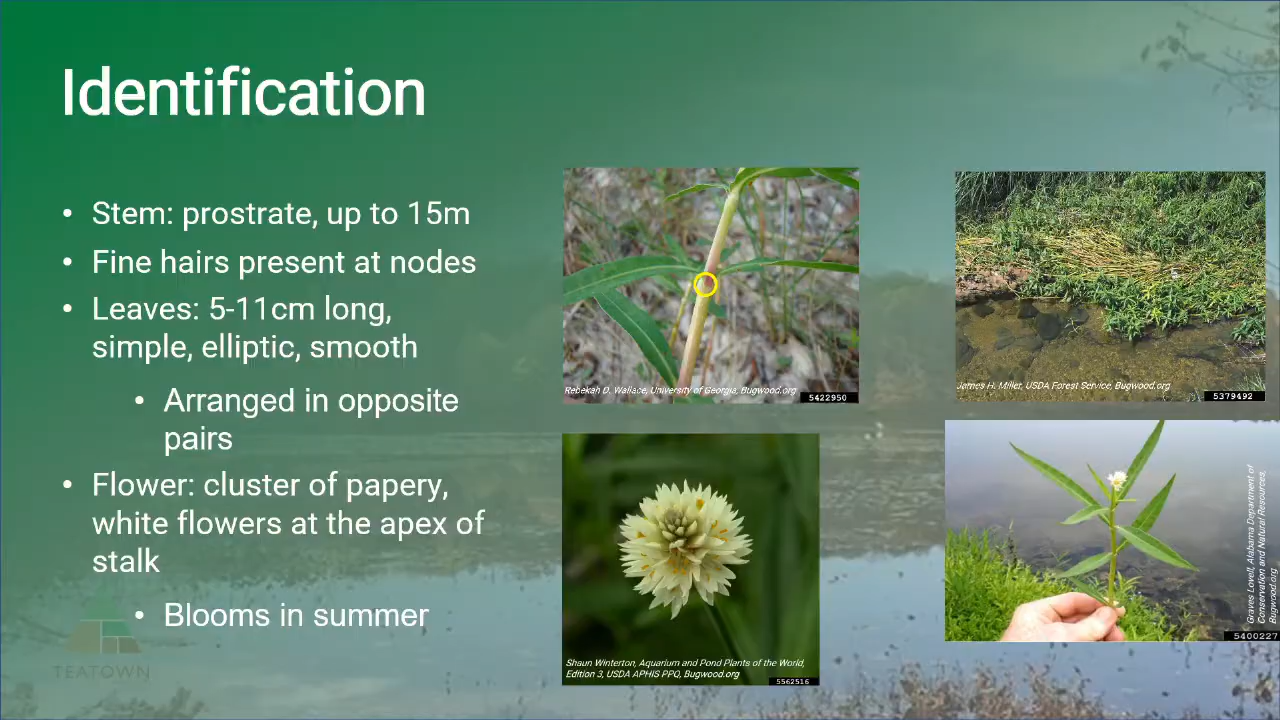 Identification
• Stem: prostrate, up to 15m
• Fine hairs present at nodes
• Leaves: 5-11cm long,
simple, elliptic, smooth
• Arranged in opposite
pairs
• Flower: cluster of papery,
white flowers at the apex of
stalk
• Blooms in summer
TEATOWN
Rebekah D. Wallace, University of Georgia, Bugwood.org
5422950
James H. Miller, USDA Forest Service, Bugwood.org
5379492
Shaun Winterton, Aquarium and Pond Plants of the World,
Edition 3, USDA APHIS PPQ, Bugwood.org
5562516
Graves Lovell, Alabama Department of
Conservation and Natural Resources,
Bugwood.org
5400227